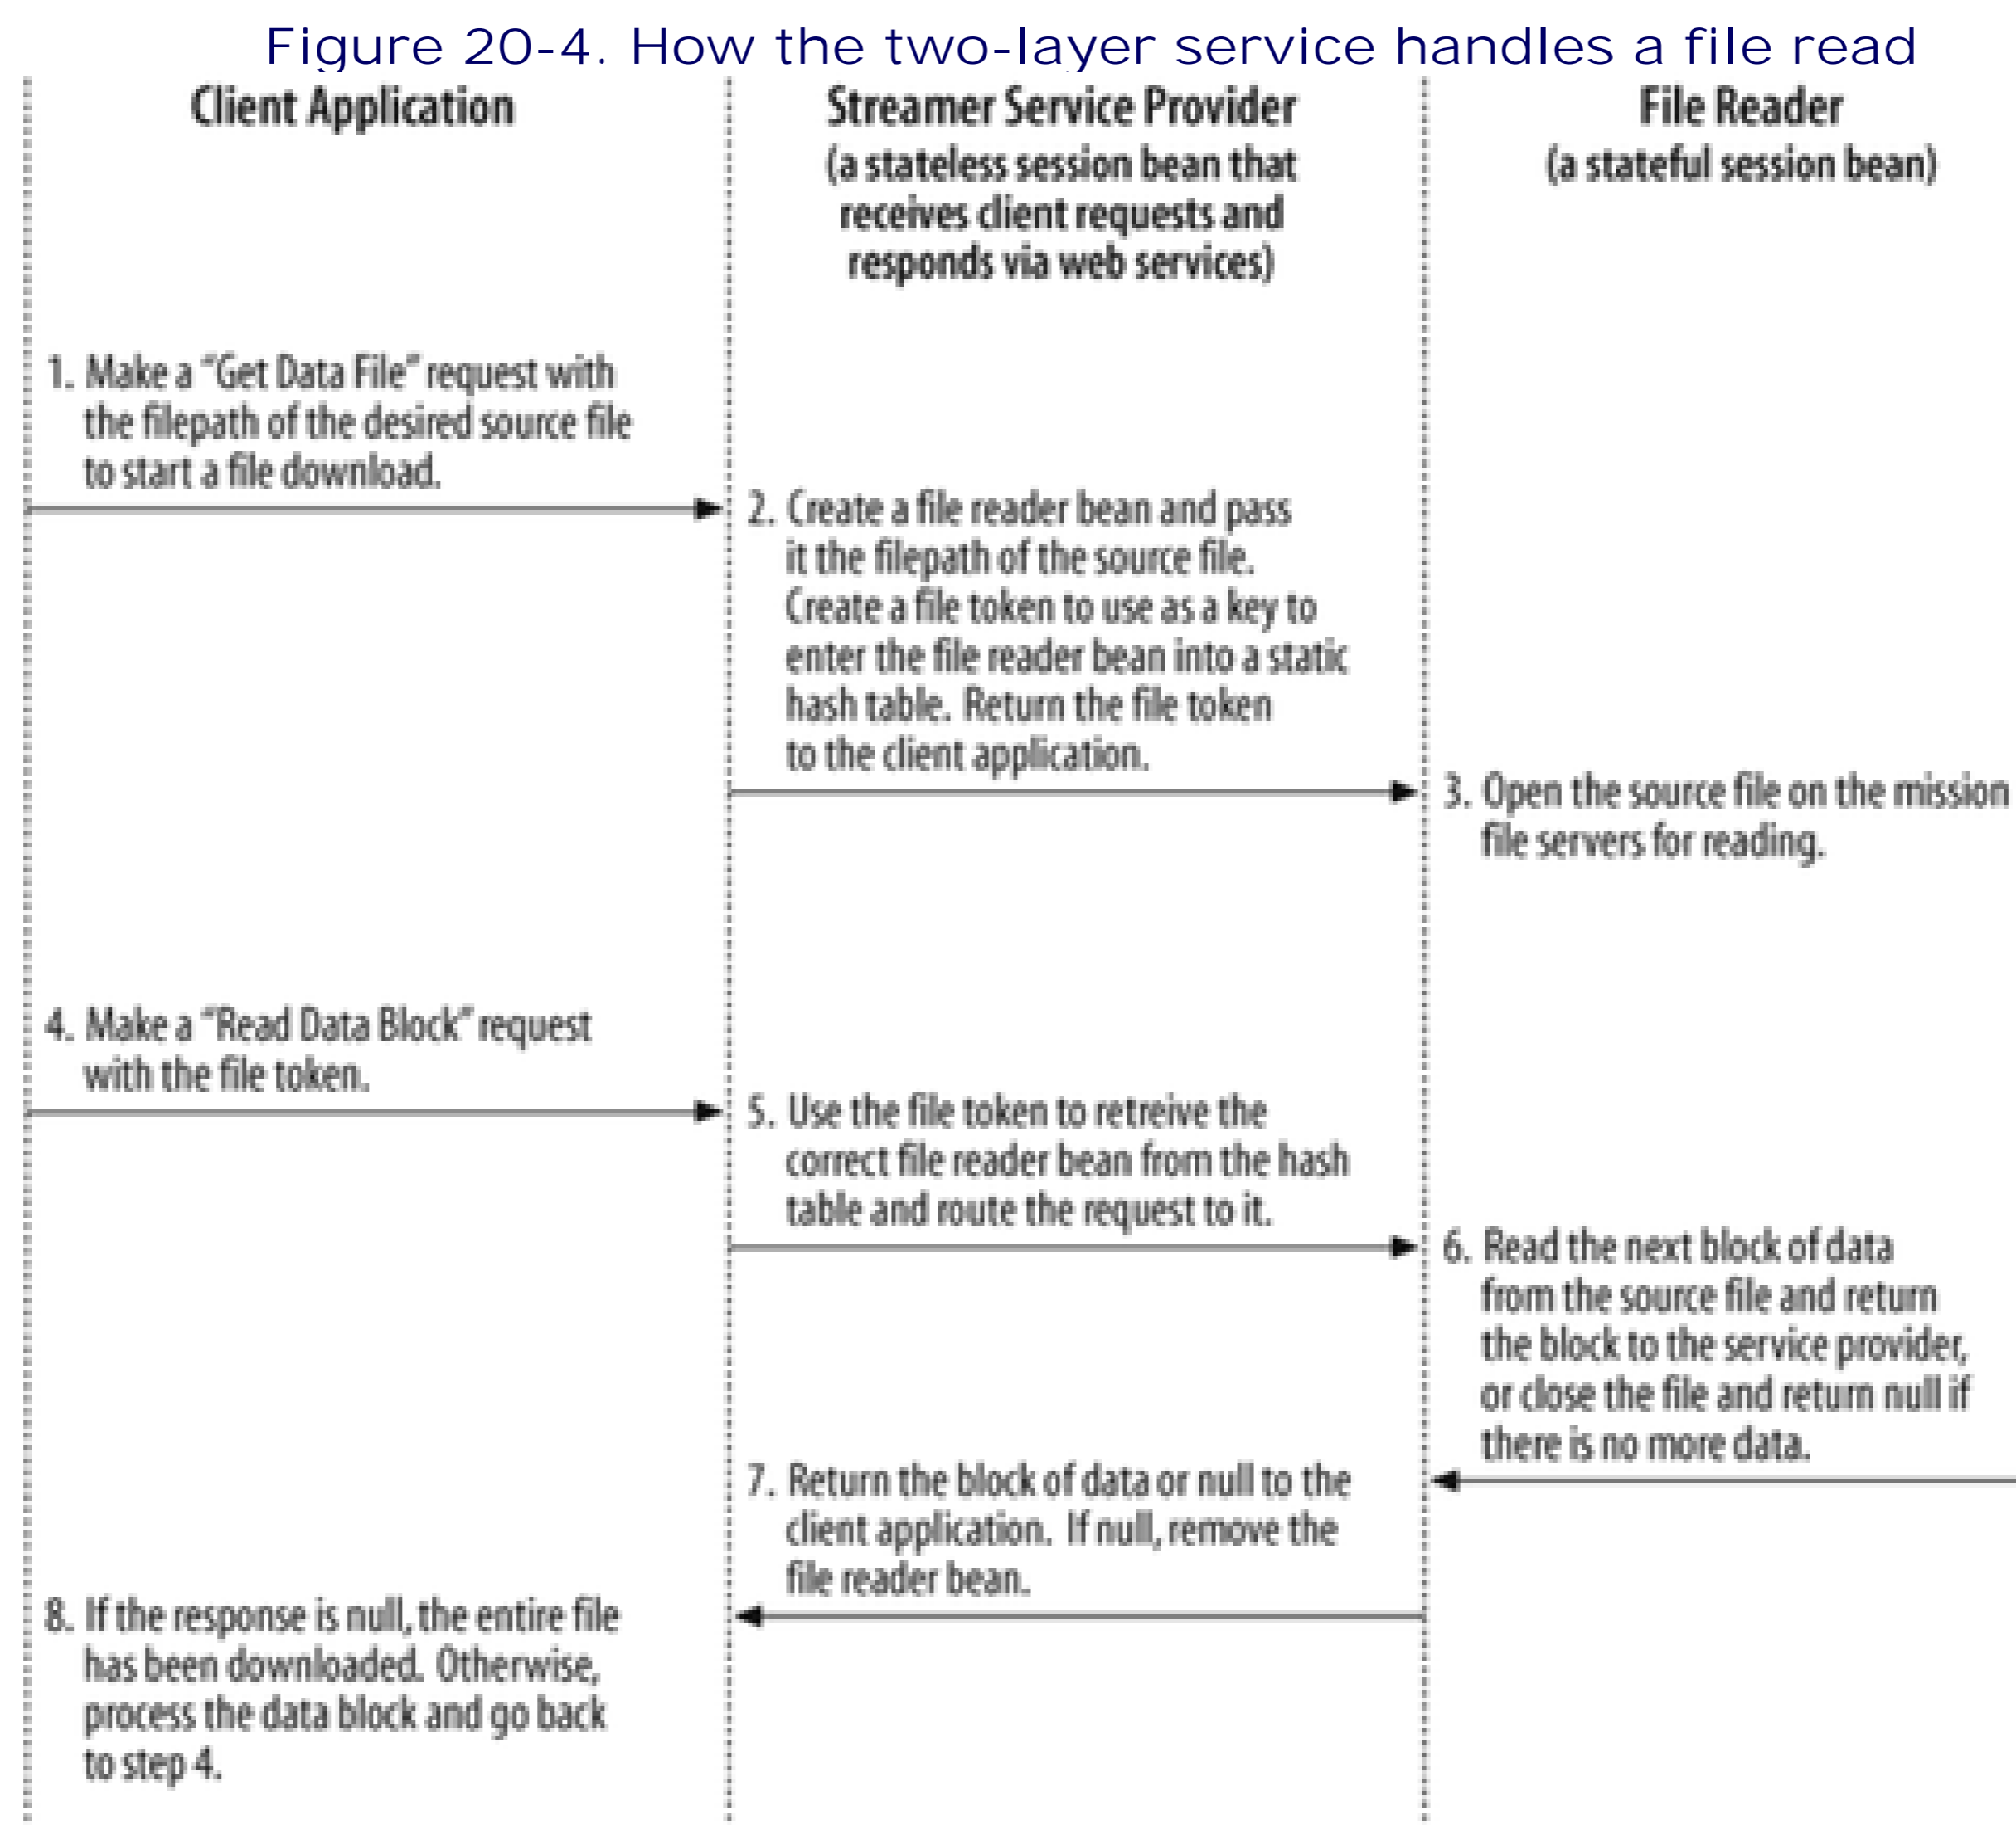 Figure 20-4. How the two-layer service handles a file read
Client Application
Streamer Service Provider
(a stateless session bean that
receives client requests and
responds via web services)
File Reader
(a stateful session bean)
1. Make a “Get Data File” request with
the filepath of the desired source file
to start a file download.
2. Create a file reader bean and pass
it the filepath of the source file.
Create a file token to use as a key to
enter the file reader bean into a static
hash table. Return the file token
to the client application.
3. Open the source file on the mission
file servers for reading.
4. Make a “Read Data Block” request
with the file token.
5. Use the file token to retreive the
correct file reader bean from the hash
table and route the request to it.
6. Read the next block of data
from the source file and return
the block to the service provider,
or close the file and return null if
there is no more data.
7. Return the block of data or null to the
client application. If null, remove the
file reader bean.
8. If the response is null, the entire file
has been downloaded. Otherwise,
process the data block and go back
to step 4.